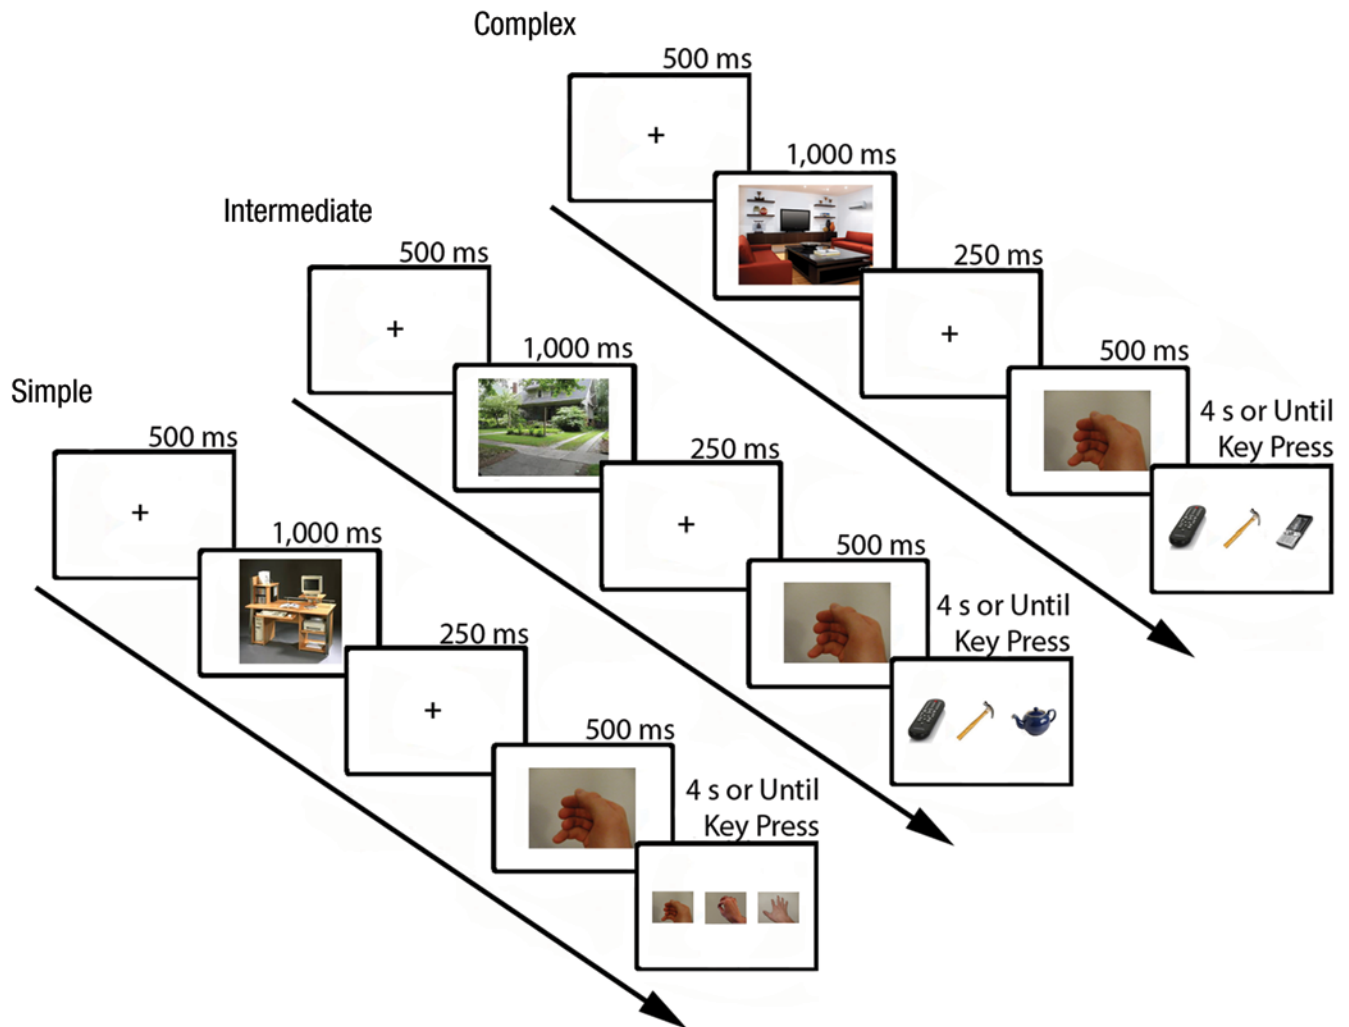 Complex
500 ms
1,000 ms
250 ms
500 ms
4 s or Until
Key Press
Intermediate
500 ms
1,000 ms
250 ms
500 ms
4 s or Until
Key Press
Simple
500 ms
1,000 ms
250 ms
500 ms
4 s or Until
Key Press